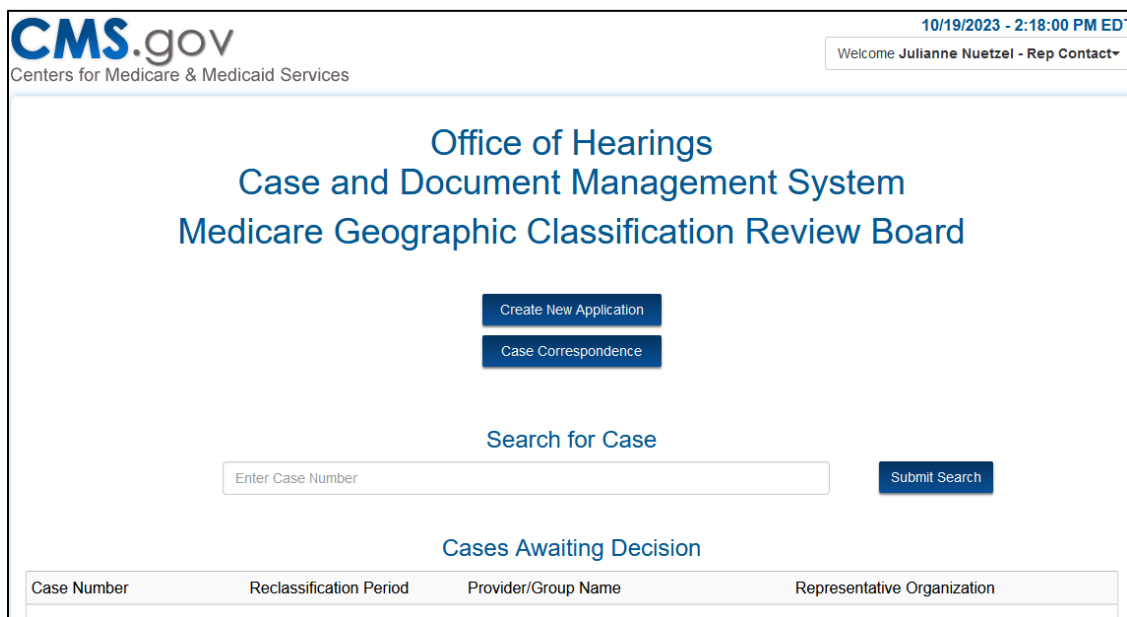 CMS.gov
Centers for Medicare & Medicaid Services
10/19/2023 - 2:18:00 PM EDT
Welcome Julianne Nuetzel - Rep Contact
Office of Hearings
Case and Document Management System
Medicare Geographic Classification Review Board
Create New Application
Case Correspondence
Search for Case
Enter Case Number
Submit Search
Cases Awaiting Decision
Case Number Reclassification Period Provider/Group Name Representative Organization